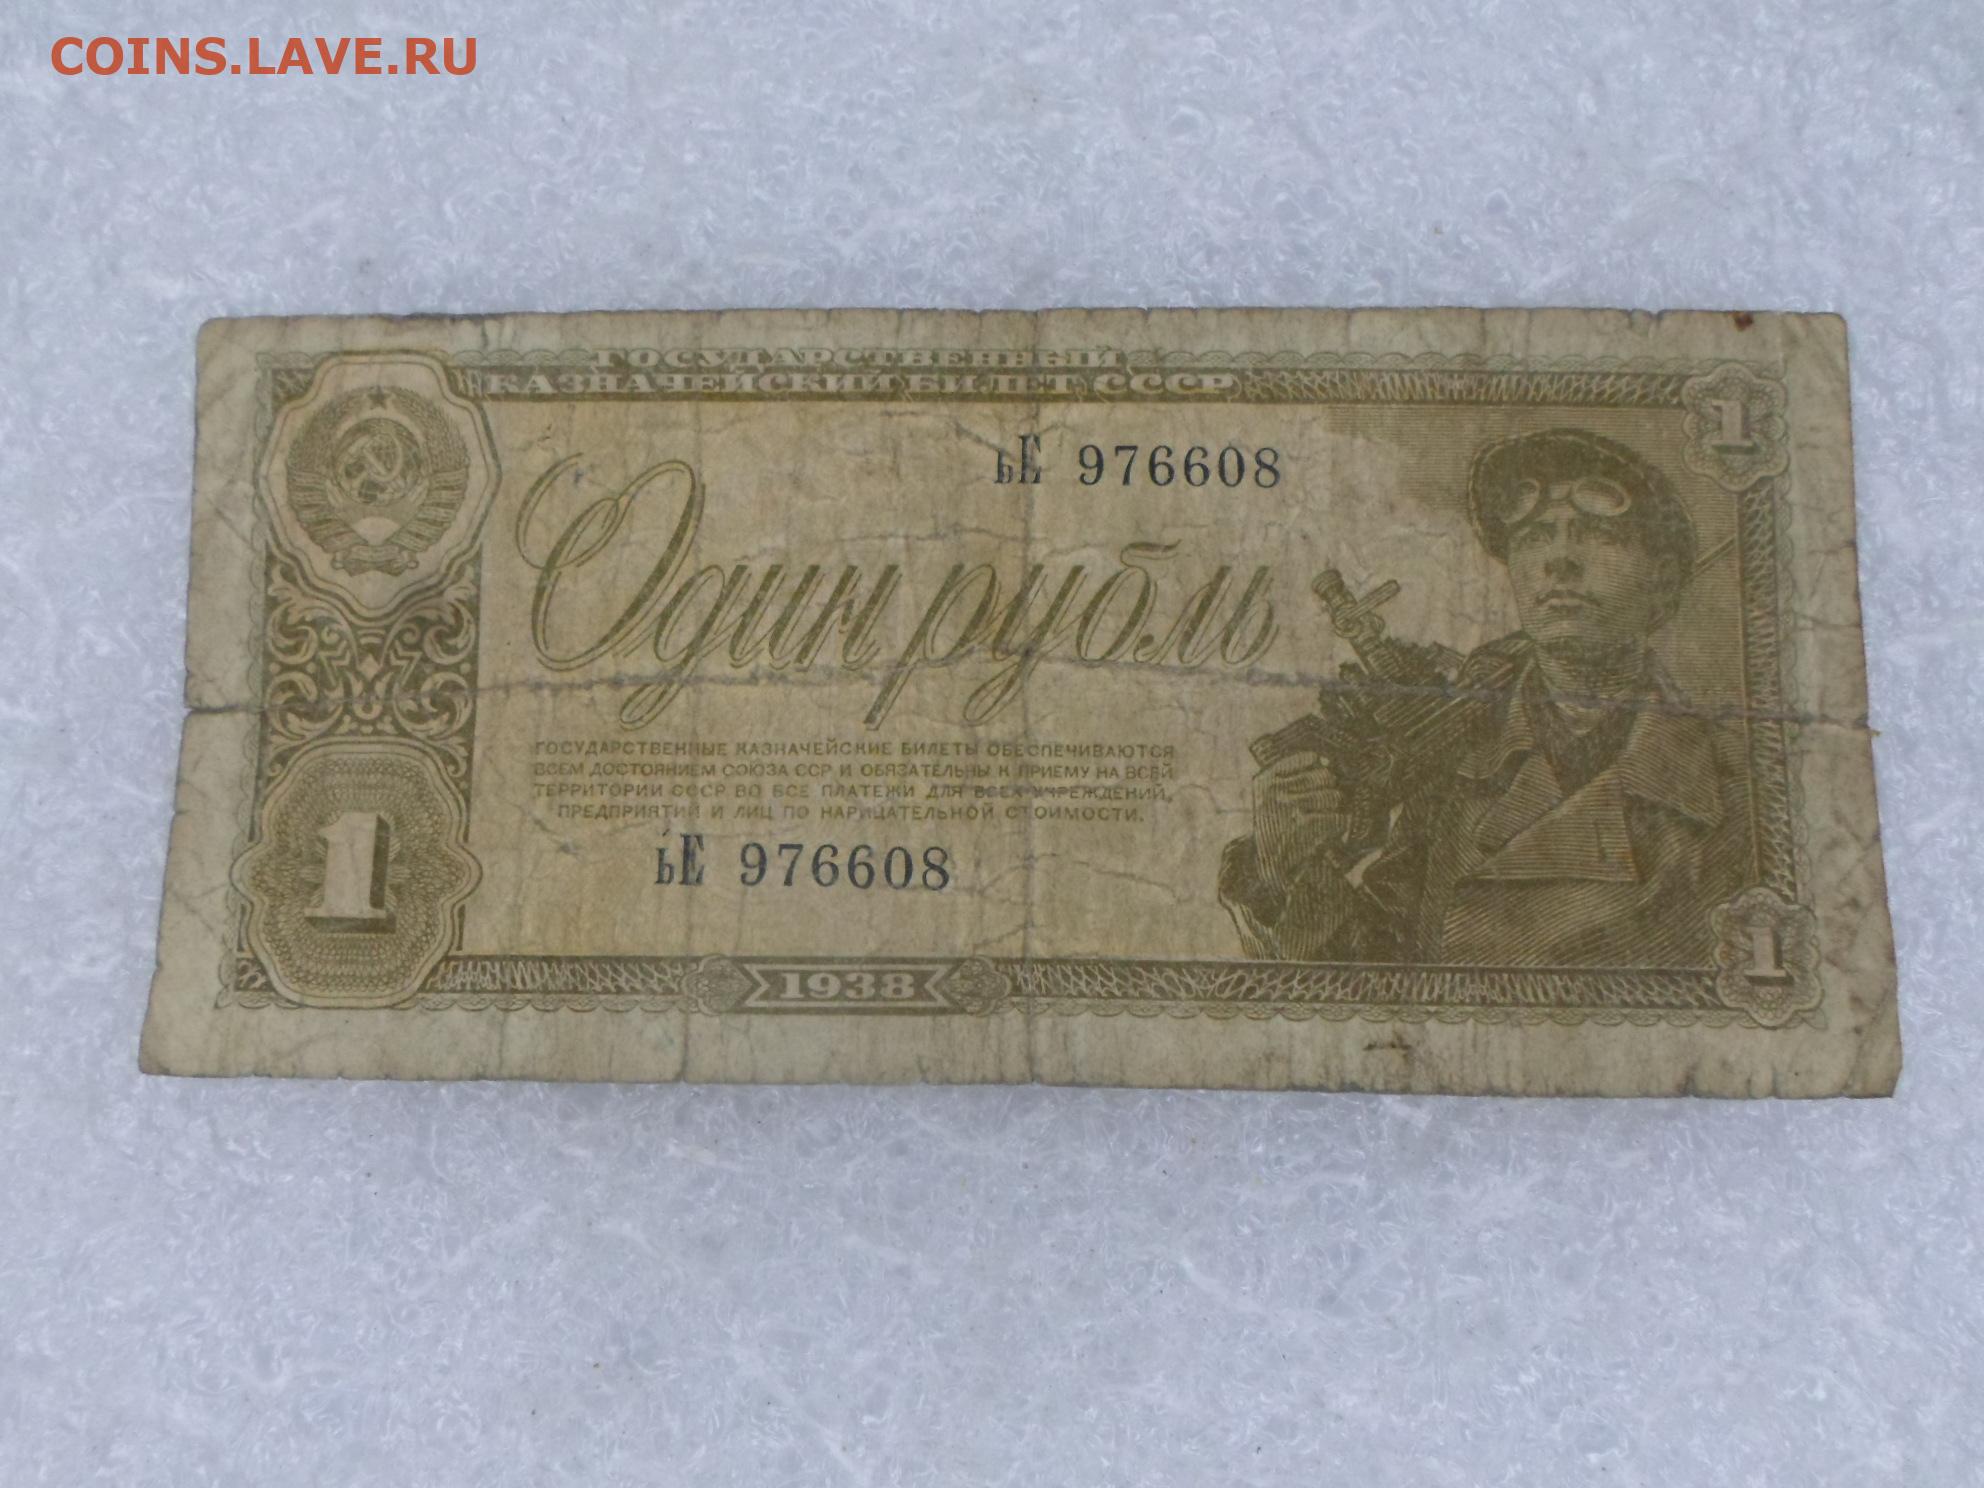 COINS.LAVE.RU
ГОСУДАРСТВЕННЫЙ
КАЗНАЧЕЙСКИЙ БИЛЕТ СССР
1
ьЕ 976608
Один рубль
ГОСУДАРСТВЕННЫЕ КАЗНАЧЕЙСКИЕ БИЛЕТЫ ОБЕСПЕЧИВАЮТСЯ
ВСЕМ ДОСТОЯНИЕМ СОЮЗА ССР И ОБЯЗАТЕЛЬНЫ К ПРИЕМУ НА ВСЕЙ
ТЕРРИТОРИИ СССР ВО ВСЕ ПЛАТЕЖИ ДЛЯ ВСЕХ УЧРЕЖДЕНИЙ,
ПРЕДПРИЯТИЙ И ЛИЦ ПО НАРИЦАТЕЛЬНОЙ СТОИМОСТИ.
1
ьЕ 976608
1
1938